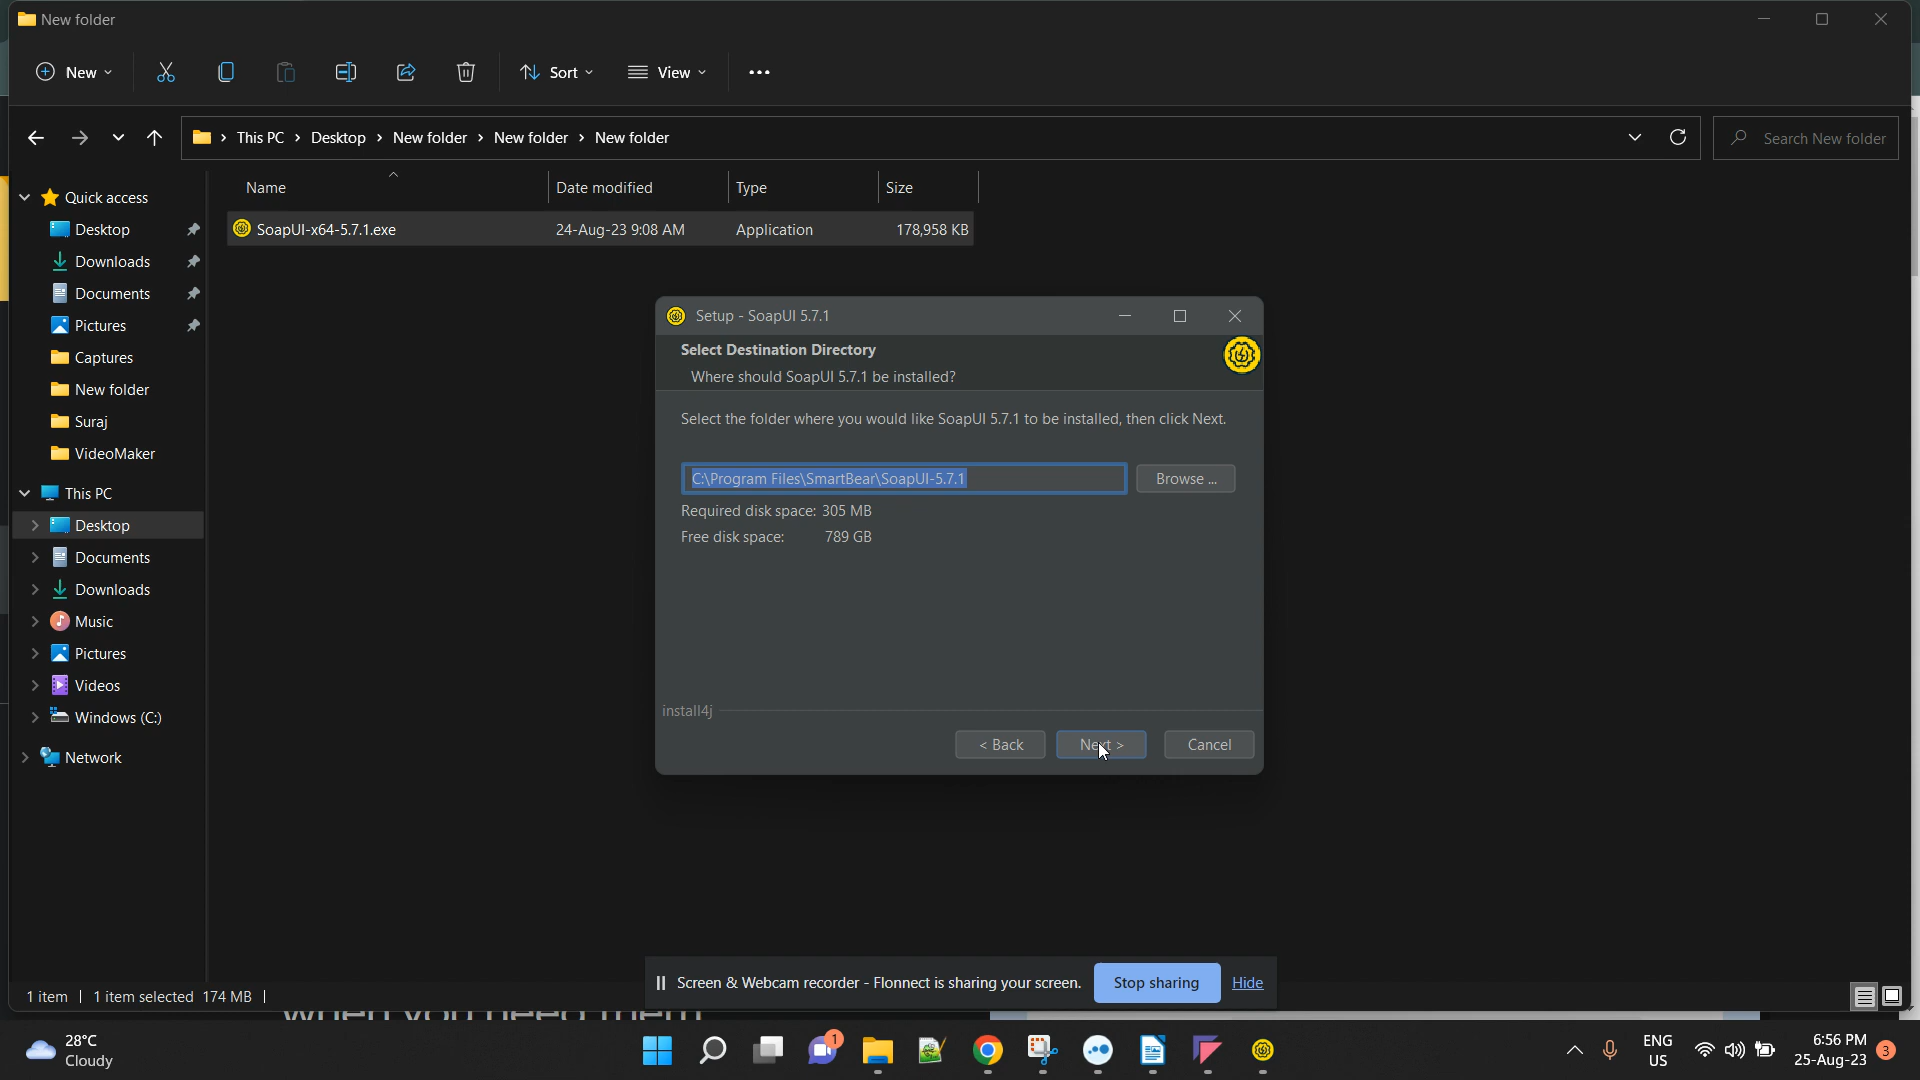 New folder
New
Sort
View
This PC
Desktop
New folder
New folder
New folder
Search New folder
Name
Date modified
Type
Size
SoapUI-x64-5.7.1.exe
24-Aug-23 9:08 AM
Application
178,958 KB
Quick access
Desktop
Downloads
Documents
Pictures
Captures
New folder
Suraj
VideoMaker
This PC
Desktop
Documents
Downloads
Music
Pictures
Videos
Windows (C:)
Network
Setup - SoapUI 5.7.1
Select Destination Directory
Where should SoapUI 5.7.1 be installed?
Select the folder where you would like SoapUI 5.7.1 to be installed, then click Next.
C:\Program Files\SmartBear\SoapUI-5.7.1
Browse ...
Required disk space: 305 MB
Free disk space: 789 GB
install4j
< Back
Next >
Cancel
Screen & Webcam recorder - Flonnect is sharing your screen.
Stop sharing
Hide
1 item
1 item selected 174 MB
when you need them
28°C
Cloudy
1
ENG
US
6:56 PM
25-Aug-23
3